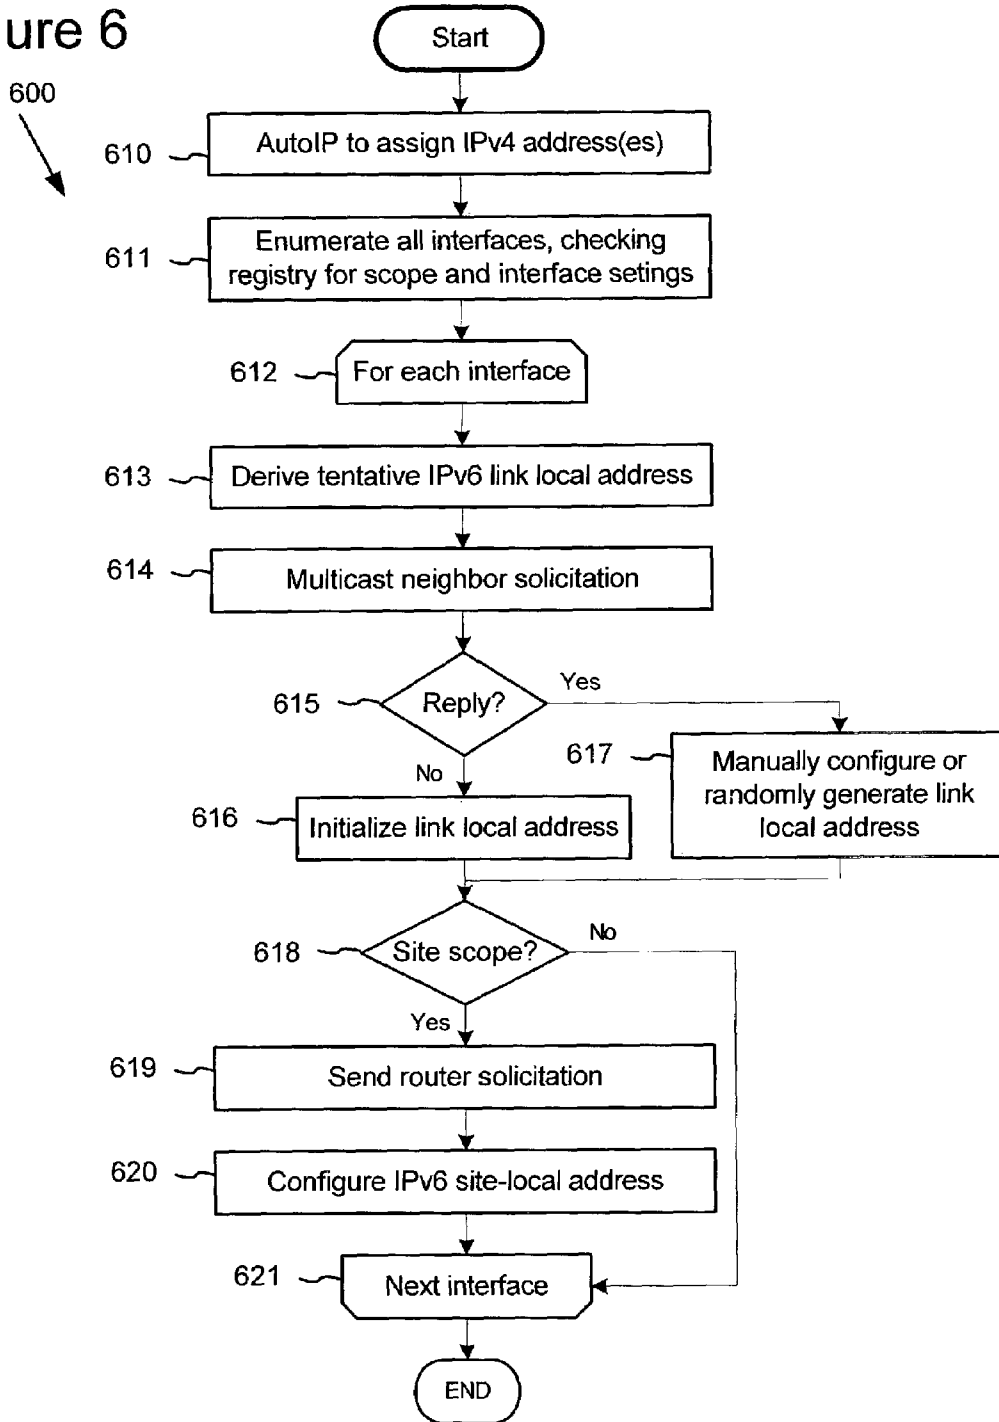 ure 6
600
Start
610
AutoIP to assign IPv4 address(es)
611
Enumerate all interfaces, checking
registry for scope and interface setings
612
For each interface
613
Derive tentative IPv6 link local address
614
Multicast neighbor solicitation
615
Reply?
Yes
No
617
Manually configure or
randomly generate link
local address
616
Initialize link local address
618
Site scope?
No
Yes
619
Send router solicitation
620
Configure IPv6 site-local address
621
Next interface
END